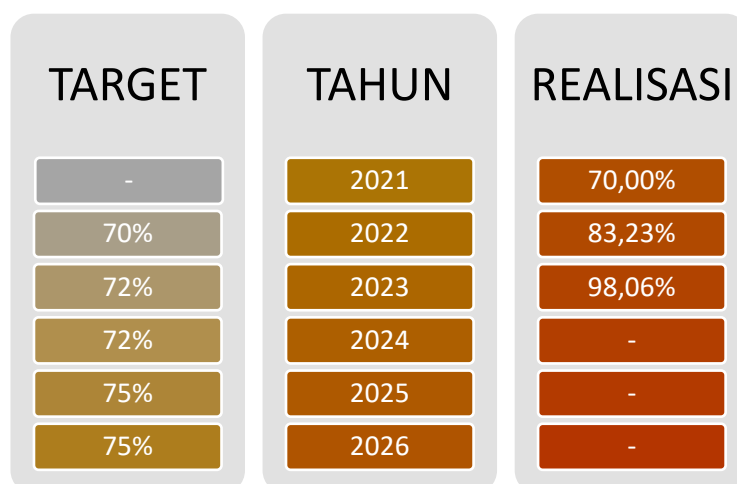 TARGET TAHUN REALISASI
- 2021 70,00%
70% 2022 83,23%
72% 2023 98,06%
72% 2024 -
75% 2025 -
75% 2026 -